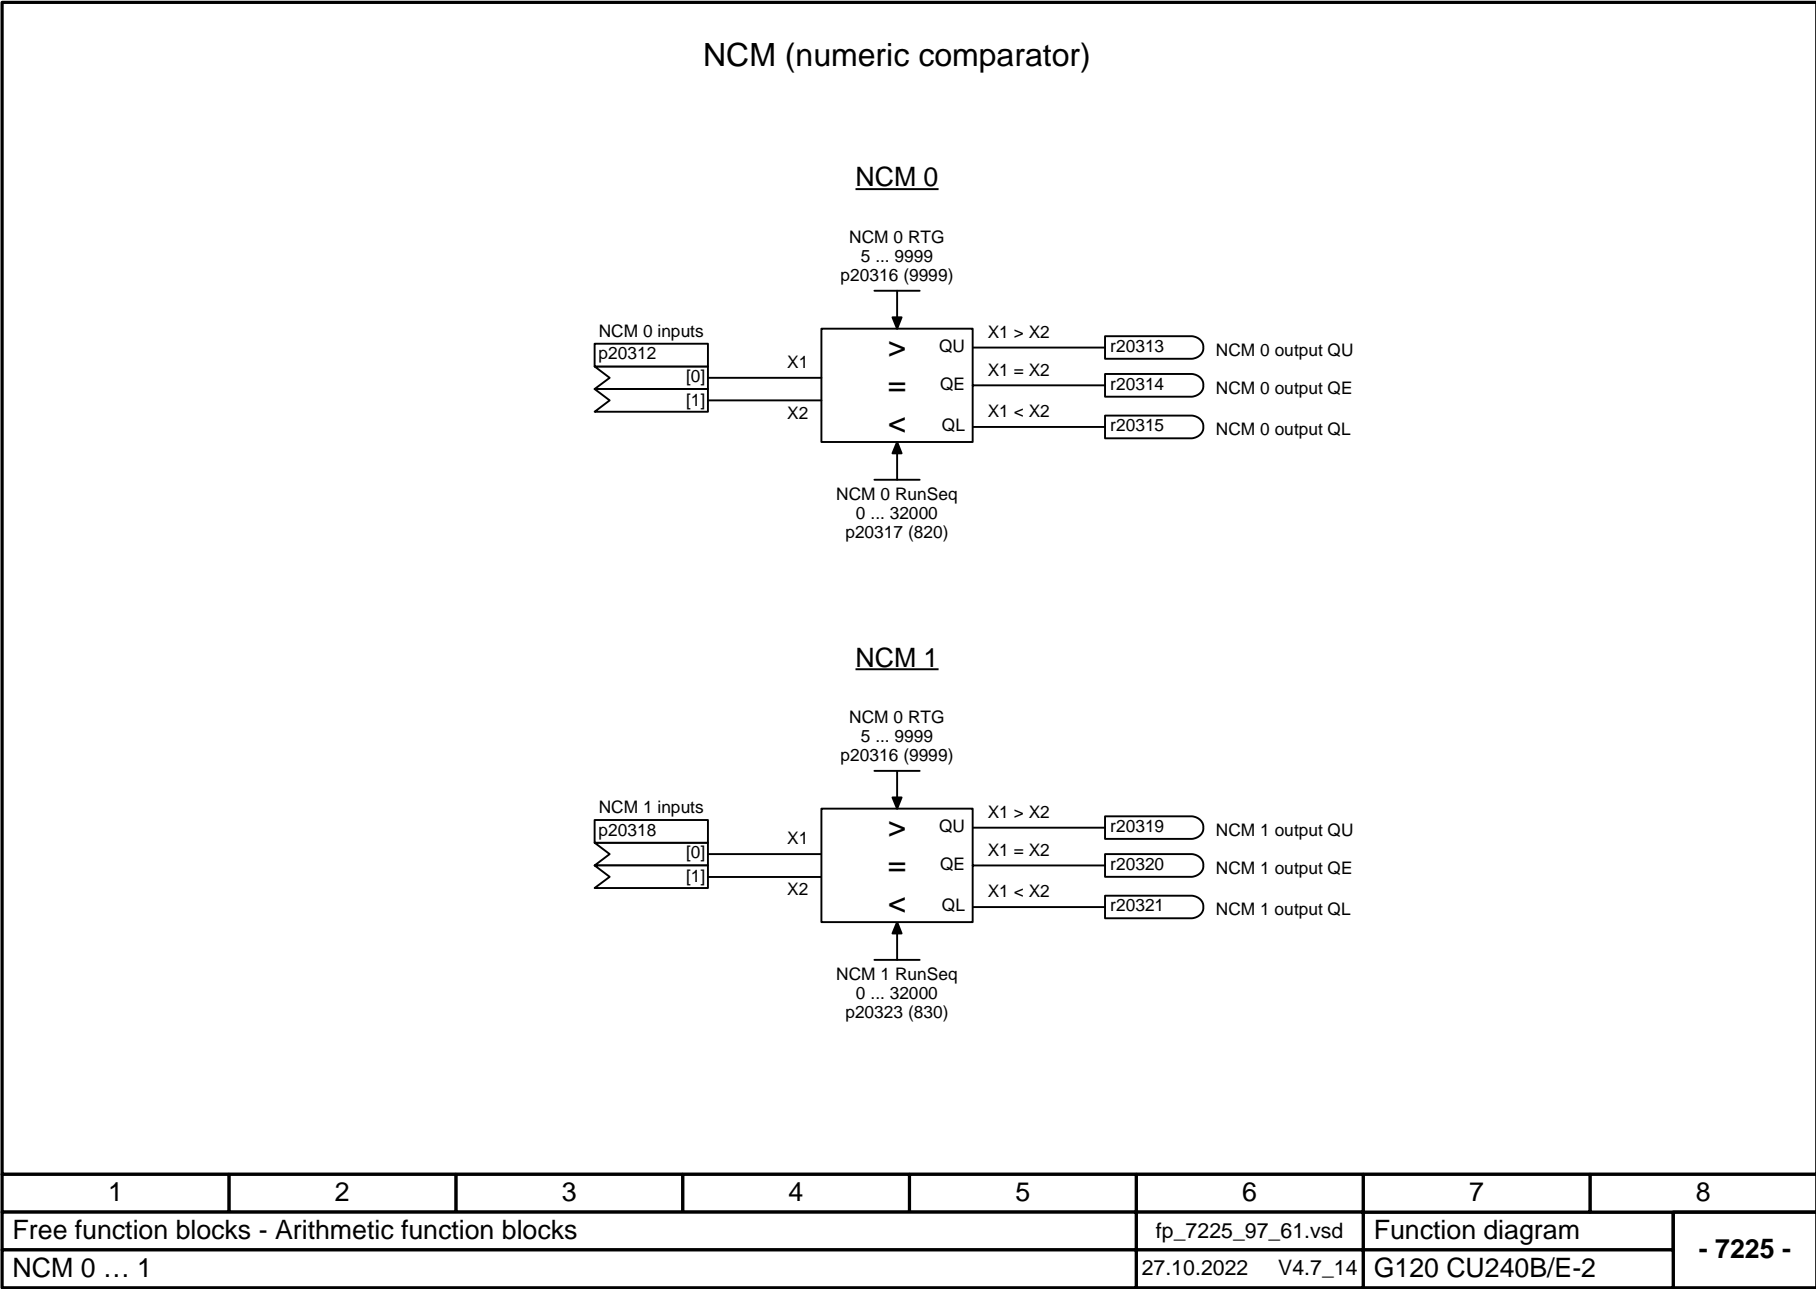 NCM (numeric comparator)
NCM 0
NCM 0 RTG
5 ... 9999
p20316 (9999)
NCM 0 inputs
p20312
[0]
[1]
X1
X2
>
=
<
QU
QE
QL
X1 > X2
X1 = X2
X1 < X2
r20313
NCM 0 output QU
r20314
NCM 0 output QE
r20315
NCM 0 output QL
NCM 0 RunSeq
0 ... 32000
p20317 (820)
NCM 1
NCM 0 RTG
5 ... 9999
p20316 (9999)
NCM 1 inputs
p20318
[0]
[1]
X1
X2
>
=
<
QU
QE
QL
X1 > X2
X1 = X2
X1 < X2
r20319
NCM 1 output QU
r20320
NCM 1 output QE
r20321
NCM 1 output QL
NCM 1 RunSeq
0 ... 32000
p20323 (830)
1 2 3 4 5 6 7 8
Free function blocks - Arithmetic function blocks
fp_7225_97_61.vsd
Function diagram
- 7225 -
NCM 0 … 1
27.10.2022 V4.7_14
G120 CU240B/E-2